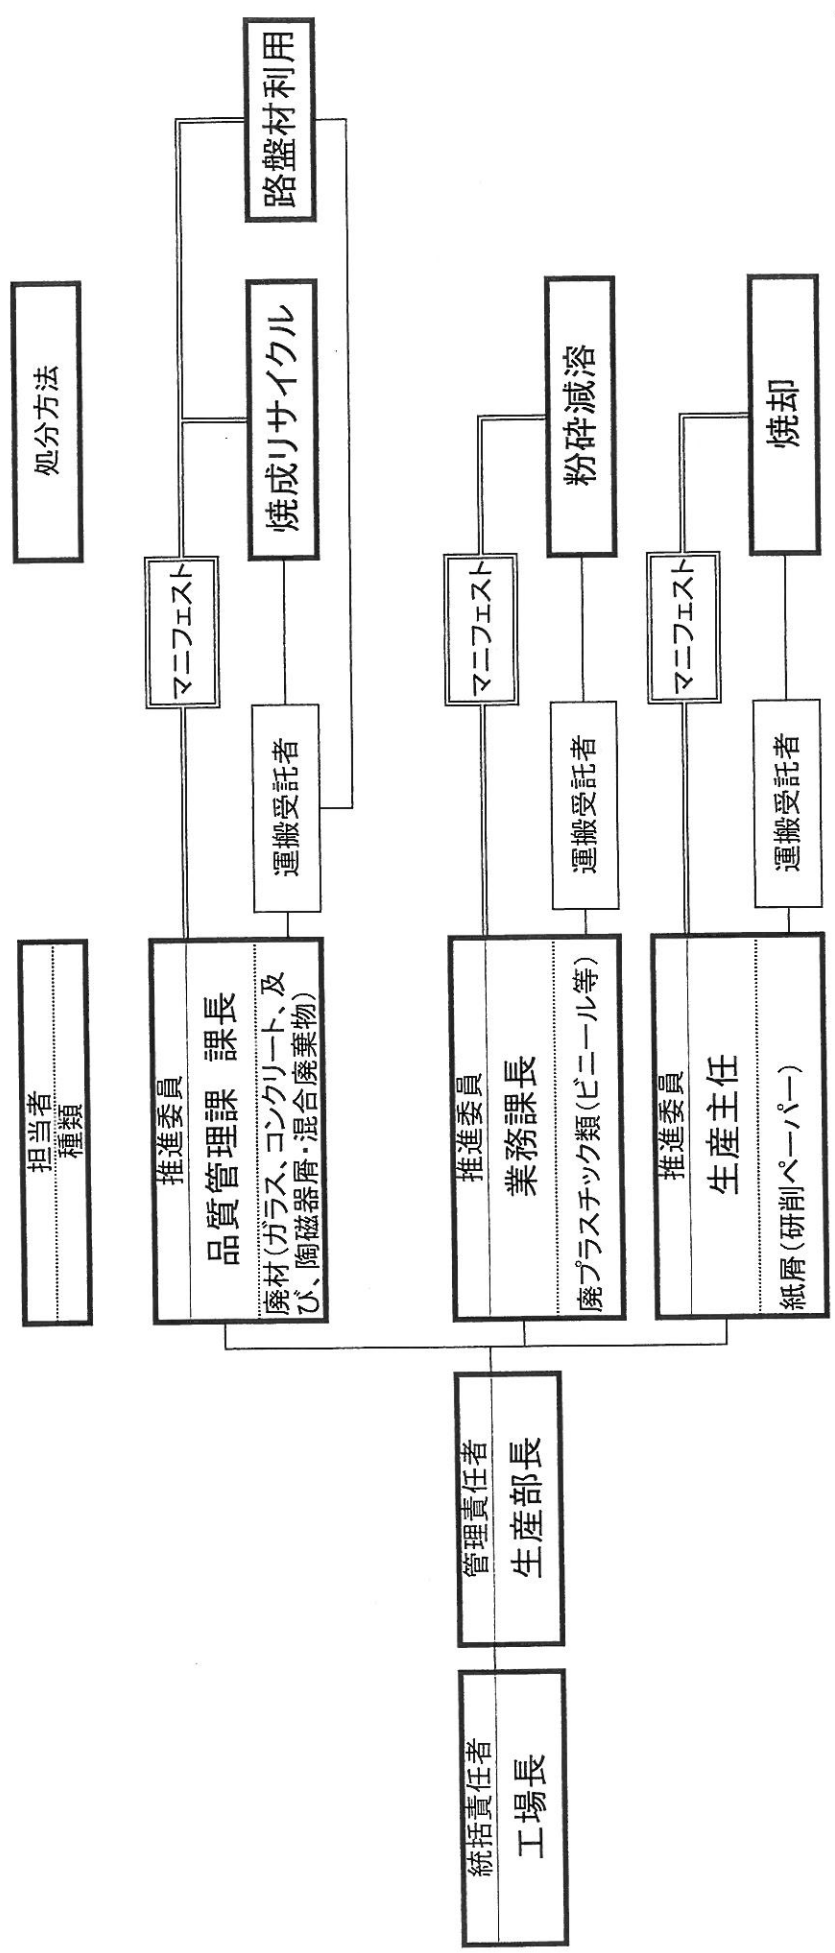 担当者
種類
処分方法
統括責任者
工場長
管理責任者
生産部長
推進委員
品質管理課 課長
廃材(ガラス、コンクリート、及
び、陶磁器屑・混合廃棄物)
マニフェスト
運搬受託者
焼成リサイクル
路盤材利用
推進委員
業務課長
廃プラスチック類(ビニール等)
マニフェスト
運搬受託者
粉砕減溶
推進委員
生産主任
紙屑(研削ペーパー)
マニフェスト
運搬受託者
焼却